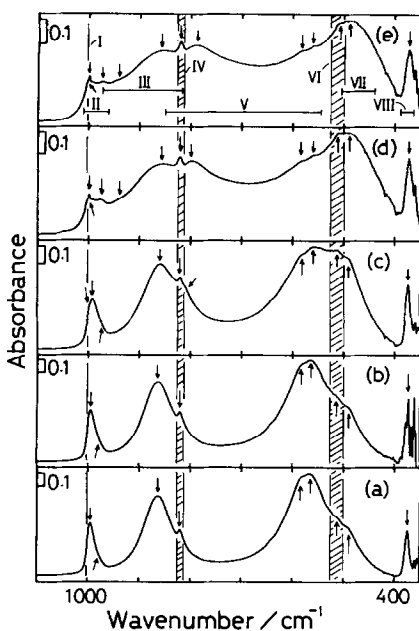 0.1
I
(e)
II
III
IV
V
VI
VII
VIII
0.1
(d)
0.1
(c)
0.1
(b)
0.1
(a)
Absorbance
1000
400
Wavenumber / cm⁻¹